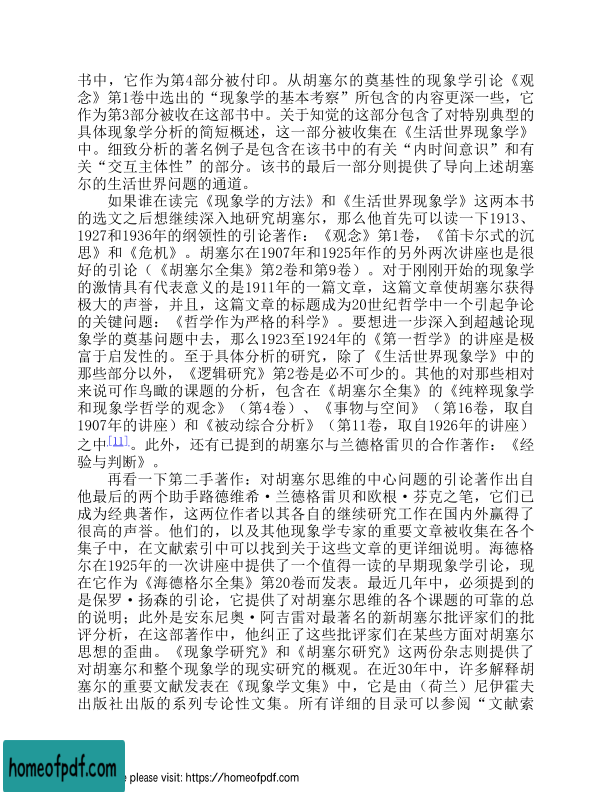 书中，它作为第4部分被付印。从胡塞尔的奠基性的现象学引论《观
念》第1卷中选出的“现象学的基本考察”所包含的内容更深一些，它
作为第3部分被收在这部书中。关于知觉的这部分包含了对特别典型的
具体现象学分析的简短概述，这一部分被收集在《生活世界现象学》
中。细致分析的著名例子是包含在该书中的有关“内时间意识”和有
关“交互主体性”的部分。该书的最后一部分则提供了导向上述胡塞
尔的生活世界问题的通道。
如果谁在读完《现象学的方法》和《生活世界现象学》这两本书
的选文之后想继续深入地研究胡塞尔，那么他首先可以读一下1913、
1927和1936年的纲领性的引论著作：《观念》第1卷，《笛卡尔式的沉
思》和《危机》。胡塞尔在1907年和1925年作的另外两次讲座也是很
好的引论（《胡塞尔全集》第2卷和第9卷）。对于刚刚开始的现象学
的激情具有代表意义的是1911年的一篇文章，这篇文章使胡塞尔获得
极大的声誉，并且，这篇文章的标题成为20世纪哲学中一个引起争论
的关键问题：《哲学作为严格的科学》。要想进一步深入到超越论现
象学的奠基问题中去，那么1923至1924年的《第一哲学》的讲座是极
富于启发性的。至于具体分析的研究，除了《生活世界现象学》中的
那些部分以外，《逻辑研究》第2卷是必不可少的。其他的对那些相对
来说可作鸟瞰的课题的分析，包含在《胡塞尔全集》的《纯粹现象学
和现象学哲学的观念》（第4卷）、《事物与空间》（第16卷，取自
1907年的讲座）和《被动综合分析》（第11卷，取自1926年的讲座）
之中[11]。此外，还有已提到的胡塞尔与兰德格雷贝的合作著作：《经
验与判断》。
再看一下第二手著作：对胡塞尔思维的中心问题的引论著作出自
他最后的两个助手路德维希·兰德格雷贝和欧根·芬克之笔，它们已
成为经典著作，这两位作者以其各自的继续研究工作在国内外赢得了
很高的声誉。他们的，以及其他现象学专家的重要文章被收集在各个
集子中，在文献索引中可以找到关于这些文章的更详细说明。海德格
尔在1925年的一次讲座中提供了一个值得一读的早期现象学引论，现
在它作为《海德格尔全集》第20卷而发表。最近几年中，必须提到的
是保罗·扬森的引论，它提供了对胡塞尔思维的各个课题的可靠的总
的说明；此外是安东尼奥·阿吉雷对最著名的新胡塞尔批评家们的批
评分析，在这部著作中，他纠正了这些批评家们在某些方面对胡塞尔
思想的歪曲。《现象学研究》和《胡塞尔研究》这两份杂志则提供了
对胡塞尔和整个现象学的现实研究的概观。在近30年中，许多解释胡
塞尔的重要文献发表在《现象学文集》中，它是由（荷兰）尼伊霍夫
出版社出版的系列专论性文集。所有详细的目录可以参阅“文献索
homeofpdf.com
please visit: https://homeofpdf.com